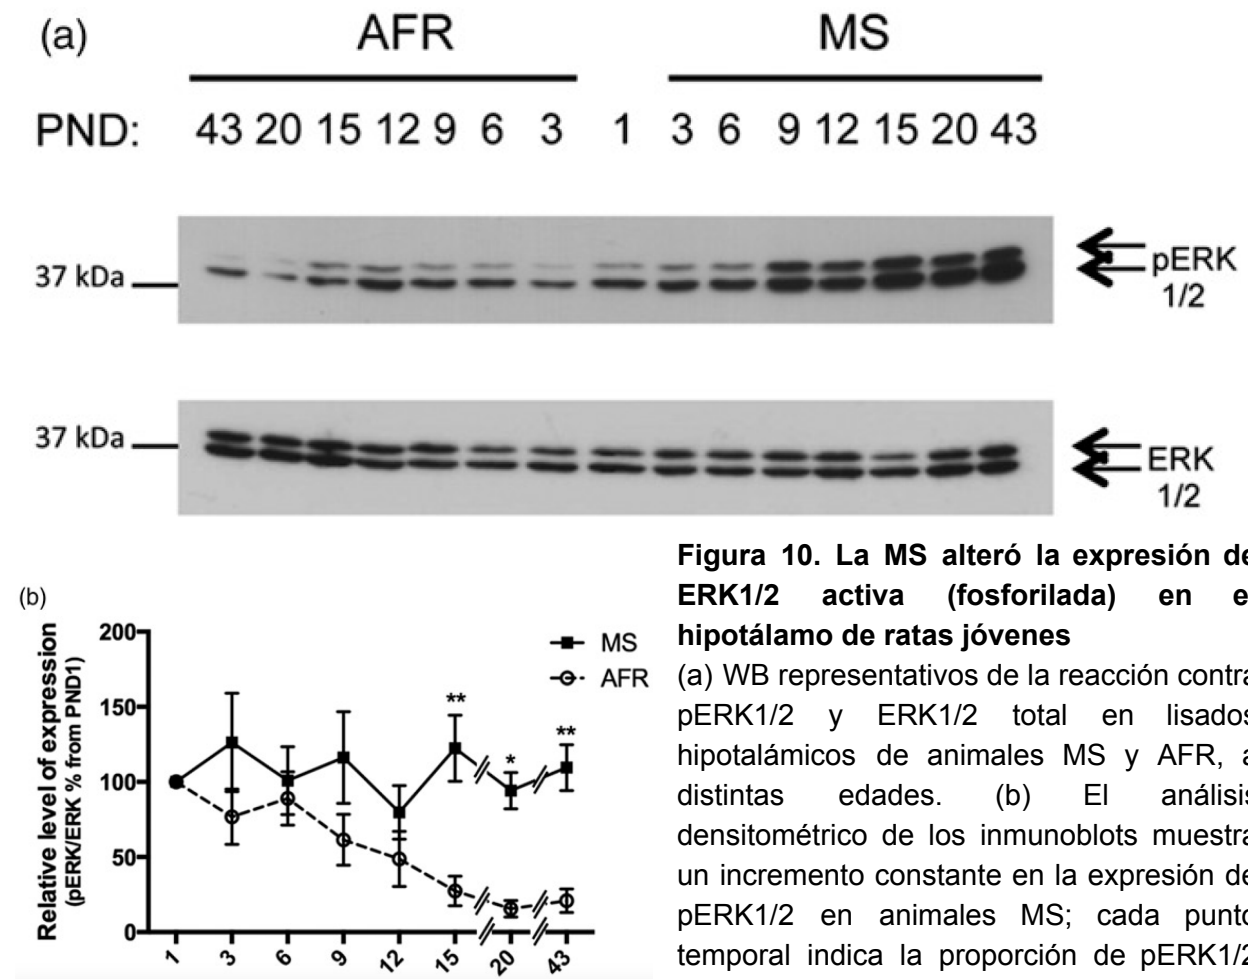 (a) AFR MS
PND: 43 20 15 12 9 6 3 1 3 6 9 12 15 20 43
37 kDa
pERK
1/2
37 kDa
ERK
1/2
(b)
Relative level of expression
(pERK/ERK % from PND1)
200
150
100
50
0
MS
AFR
**
*
**
1 3 6 9 12 15 20 43
Figura 10. La MS alteró la expresión de
ERK1/2 activa (fosforilada) en e
hipotálamo de ratas jóvenes
(a) WB representativos de la reacción contra
pERK1/2 y ERK1/2 total en lisados
hipotalámicos de animales MS y AFR, a
distintas edades. (b) El análisis
densitométrico de los inmunoblots muestra
un incremento constante en la expresión de
pERK1/2 en animales MS; cada punto
temporal indica la proporción de pERK1/2